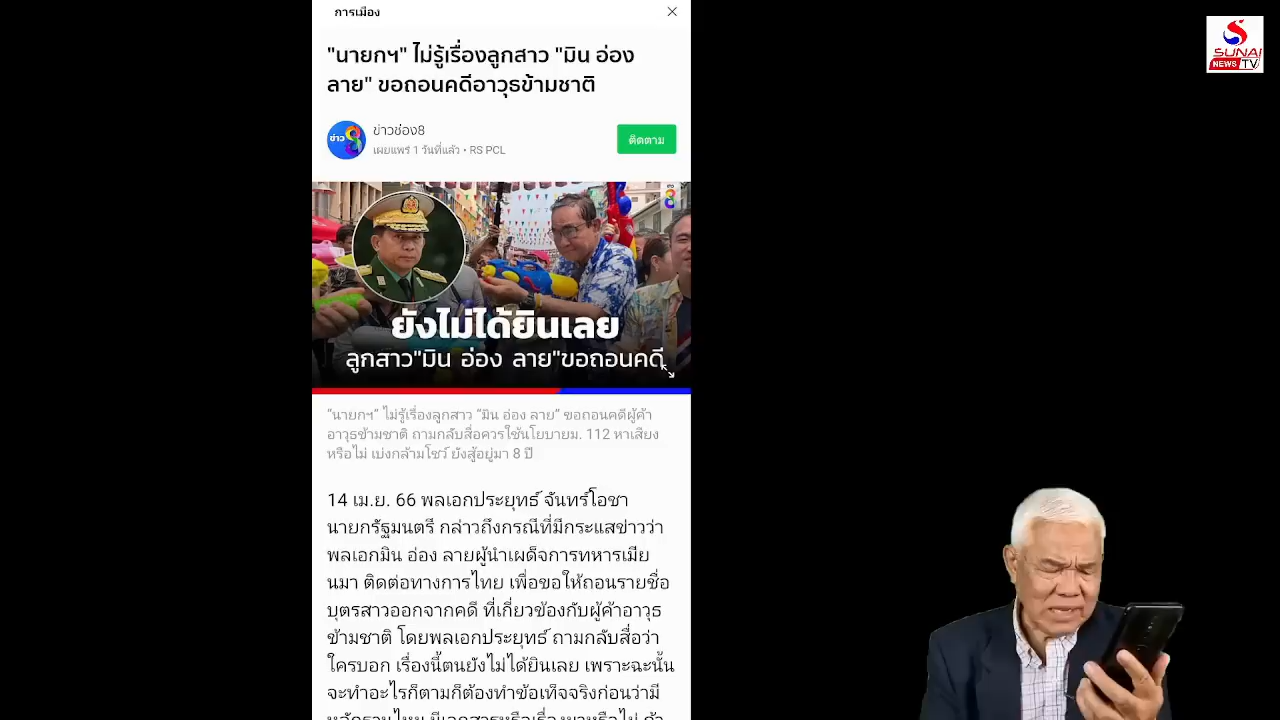 การเมือง
"นายกฯ" ไม่รู้เรื่องลูกสาว "มิน อ่อง
ลาย" ขอถอนคดีอาวุธข้ามชาติ
ข่าว
ข่าวช่อง8
เผยแพร่ 1 วันที่แล้ว • RS PCL
ติดตาม
ยังไม่ได้ยินเลย
ลูกสาว"มิน อ่อง ลาย"ขอถอนคดี
"นายกฯ" ไม่รู้เรื่องลูกสาว "มิน อ่อง ลาย" ขอถอนคดีผู้ค้า
อาวุธข้ามชาติ ถามกลับสื่อควรใช้นโยบายม. 112 หาเสียง
หรือไม่ เบ่งกล้ามโชว์ ยังสู้อยู่มา 8 ปี
14 เม.ย. 66 พลเอกประยุทธ์ จันทร์โอชา
นายกรัฐมนตรี กล่าวถึงกรณีที่มีกระแสข่าวว่า
พลเอกมิน อ่อง ลายผู้นำเผด็จการทหารเมีย
นมา ติดต่อทางการไทย เพื่อขอให้ถอนรายชื่อ
บุตรสาวออกจากคดี ที่เกี่ยวข้องกับผู้ค้าอาวุธ
ข้ามชาติ โดยพลเอกประยุทธ์ ถามกลับสื่อว่า
ใครบอก เรื่องนี้ตนยังไม่ได้ยินเลย เพราะฉะนั้น
จะทำอะไรก็ตามก็ต้องทำข้อเท็จจริงก่อนว่ามี
SUNAI
NEWS TV